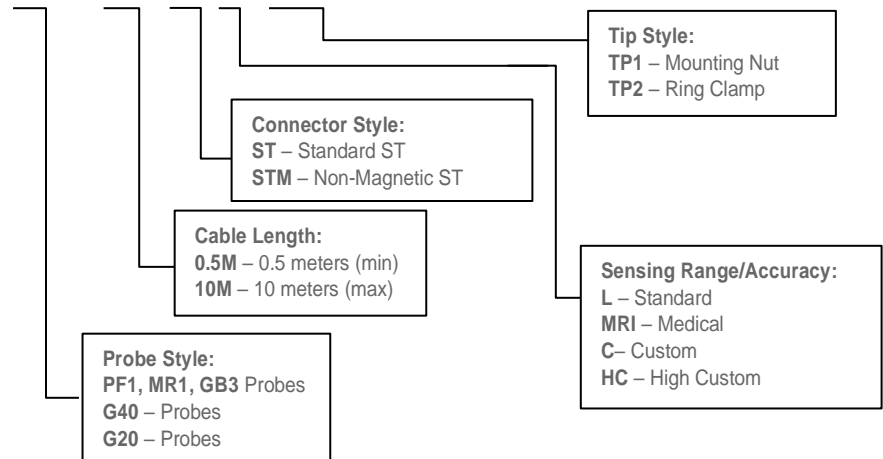 Tip Style:
TP1 – Mounting Nut
TP2 – Ring Clamp
Connector Style:
ST – Standard ST
STM – Non-Magnetic ST
Cable Length:
0.5M – 0.5 meters (min)
10M – 10 meters (max)
Sensing Range/Accuracy:
L – Standard
MRI – Medical
C– Custom
HC – High Custom
Probe Style:
PF1, MR1, GB3 Probes
G40 – Probes
G20 – Probes